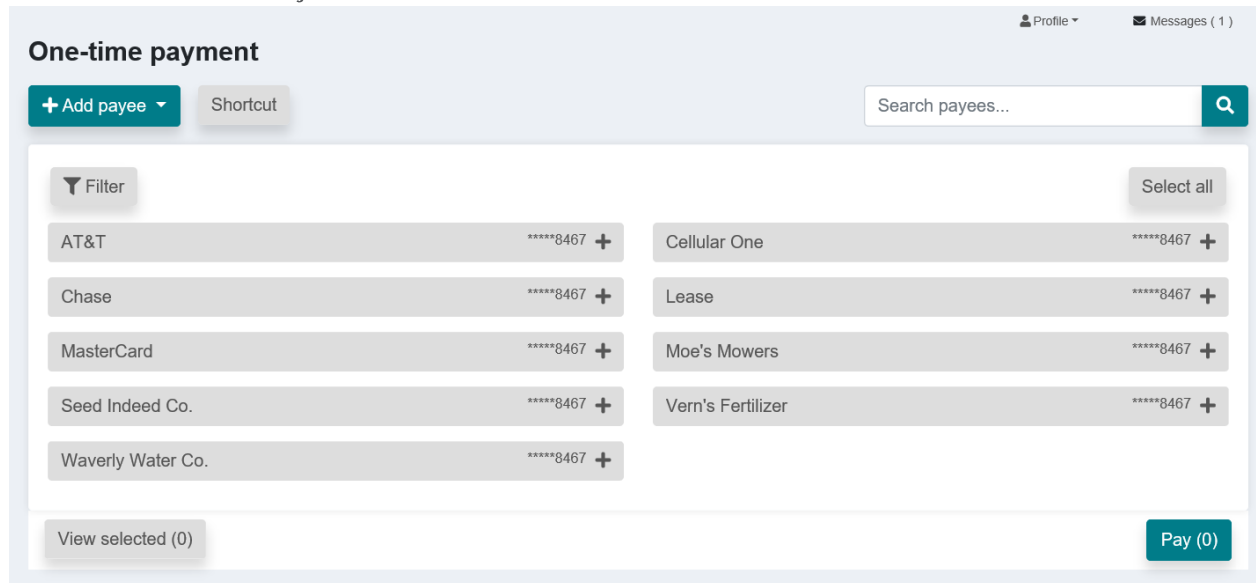 Profile Messages ( 1 )
One-time payment
Add payee Shortcut Search payees...
Filter Select all
AT&T *****8467 Cellular One *****8467
Chase *****8467 Lease *****8467
MasterCard *****8467 Moe's Mowers *****8467
Seed Indeed Co. *****8467 Vern's Fertilizer *****8467
Waverly Water Co. *****8467
View selected (0) Pay (0)